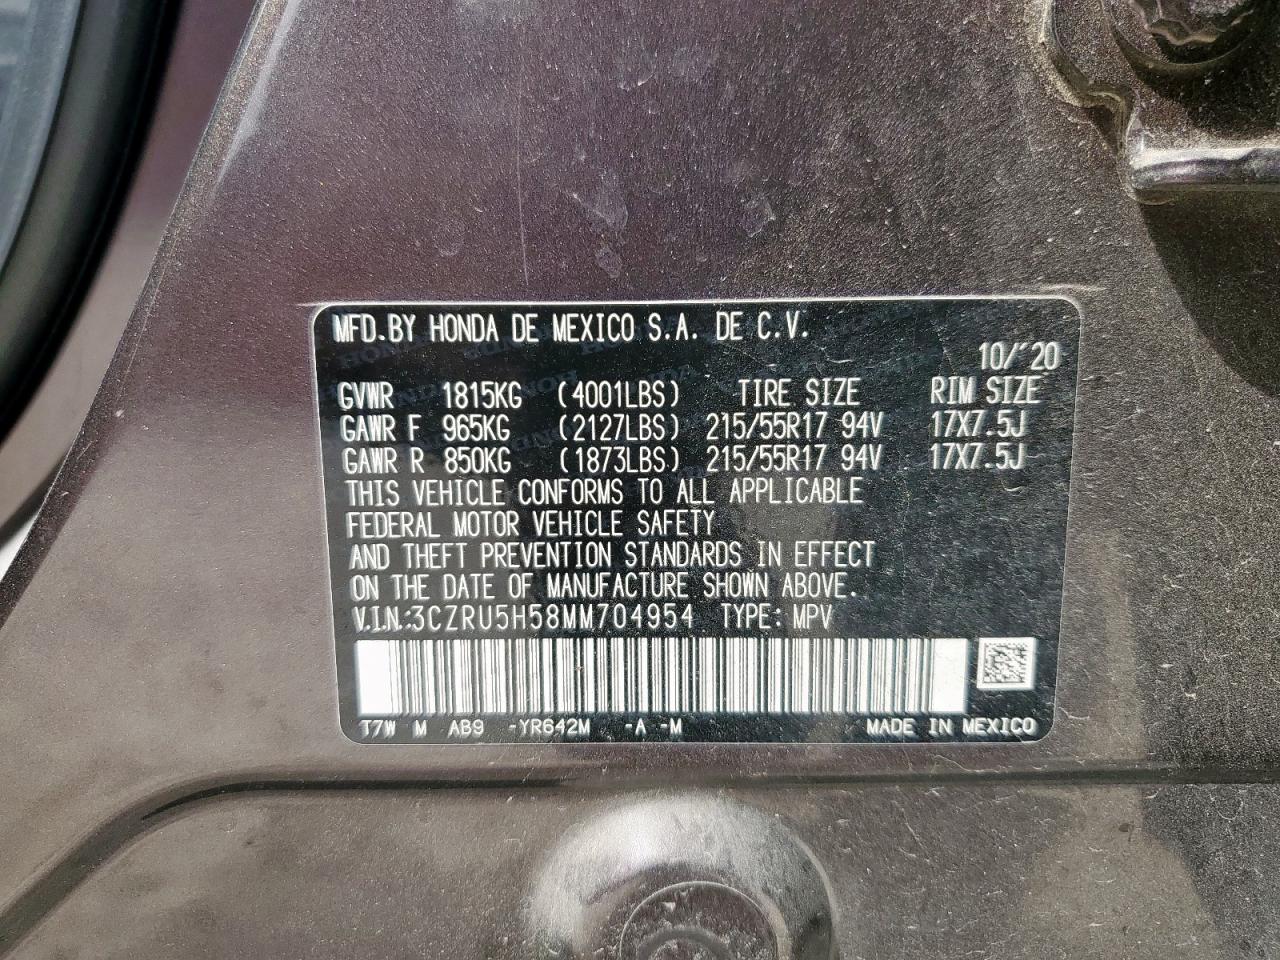 MFD.BY HONDA DE MEXICO S.A. DE C.V.
10/'20
GVWR 1815KG (4001LBS) TIRE SIZE RIM SIZE
GAWR F 965KG (2127LBS) 215/55R17 94V 17X7.5J
GAWR R 850KG (1873LBS) 215/55R17 94V 17X7.5J
THIS VEHICLE CONFORMS TO ALL APPLICABLE
FEDERAL MOTOR VEHICLE SAFETY
AND THEFT PREVENTION STANDARDS IN EFFECT
ON THE DATE OF MANUFACTURE SHOWN ABOVE.
V.I.N.:3CZRU5H58MM704954 TYPE: MPV
T7W M AB9 -YR642M -A -M MADE IN MEXICO